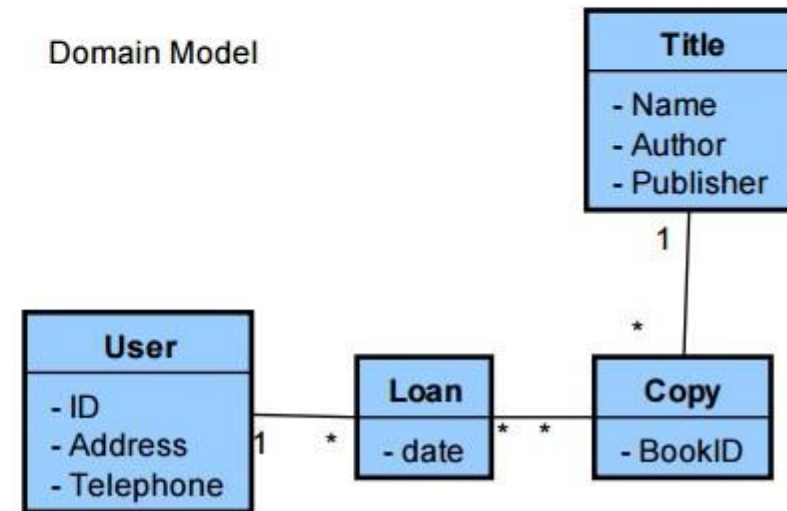 Domain Model
Title
- Name
- Author
- Publisher
1
*
User
- ID
- Address
- Telephone
1
*
Loan
- date
*
*
Copy
- BookID